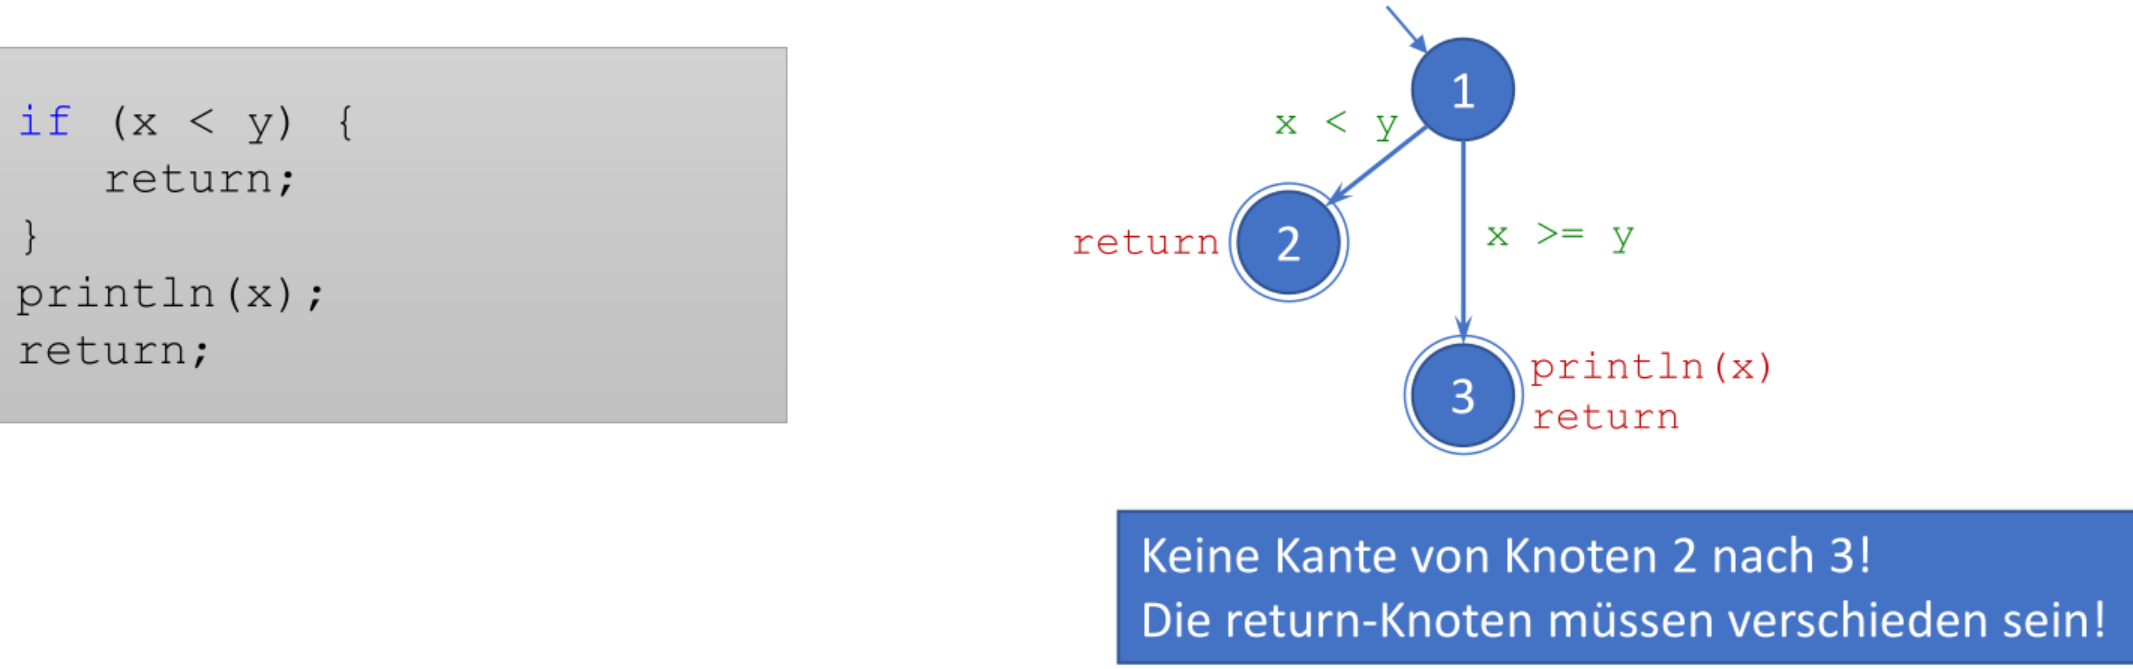 if (x < y) {
return;
}
println(x);
return;
1
x < y
2
return
x >= y
3
println(x)
return
Keine Kante von Knoten 2 nach 3!
Die return-Knoten müssen verschieden sein!